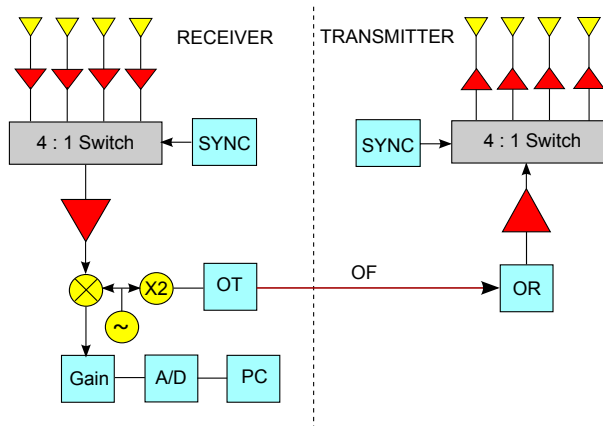 RECEIVER
TRANSMITTER
4 : 1 Switch
SYNC
SYNC
4 : 1 Switch
X2
OT
OF
OR
~
Gain
A/D
PC